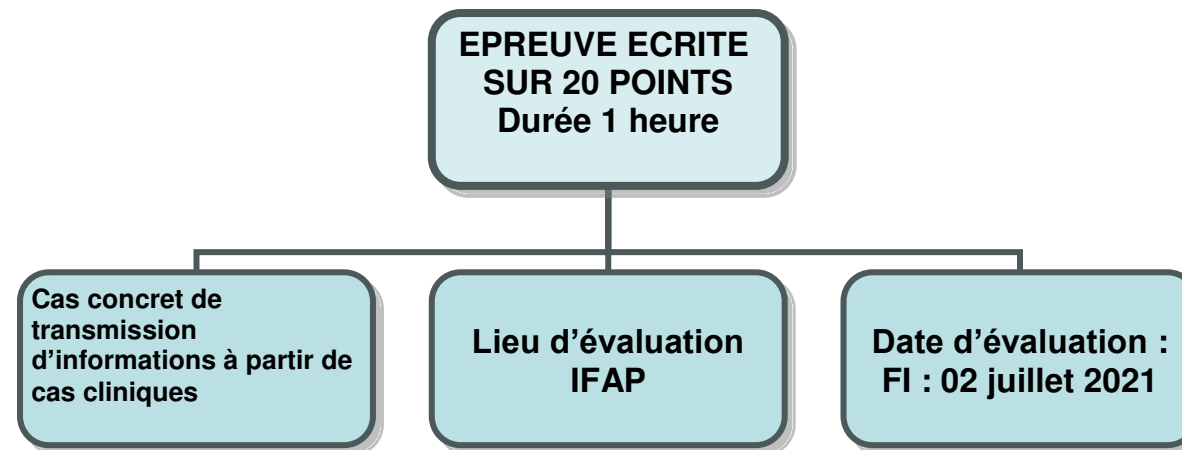 EPREUVE ECRITE
SUR 20 POINTS
Durée 1 heure
Cas concret de
transmission
d'informations à partir de
cas cliniques
Lieu d'évaluation
IFAP
Date d'évaluation :
FI : 02 juillet 2021